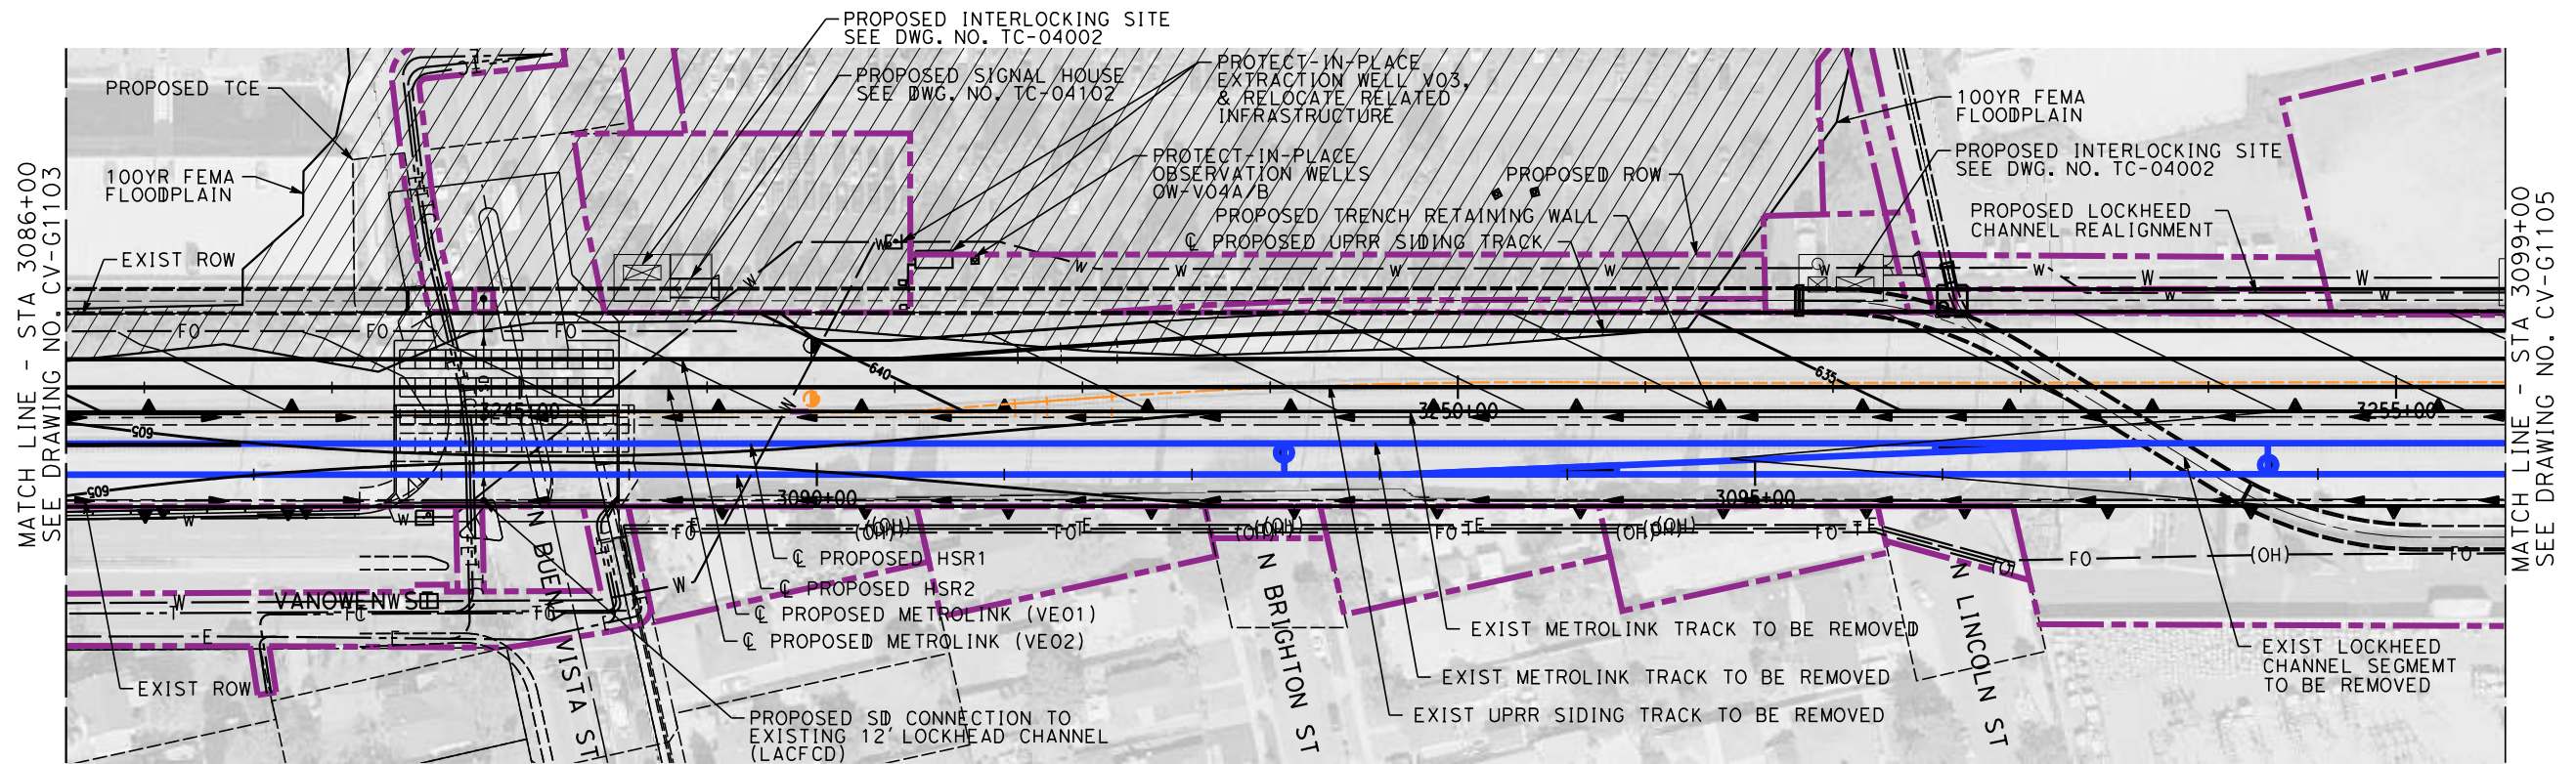 PROPOSED INTERLOCKING SITE
SEE DWG. NO. TC-04002
PROPOSED SIGNAL HOUSE
SEE DWG. NO. TC-04102
PROTECT-IN-PLACE
EXTRACTION WELL V03,
& RELOCATE RELATED
INFRASTRUCTURE
PROTECT-IN-PLACE
OBSERVATION WELLS
OW-V04A/B
PROPOSED TCE
100YR FEMA
FLOODPLAIN
EXIST ROW
MATCH LINE - STA 3086+00
SEE DRAWING NO. CV-G1103
PROPOSED ROW
PROPOSED TRENCH RETAINING WALL
℄ PROPOSED UPRR SIDING TRACK
100YR FEMA
FLOODPLAIN
PROPOSED INTERLOCKING SITE
SEE DWG. NO. TC-04002
PROPOSED LOCKHEED
CHANNEL REALIGNMENT
MATCH LINE - STA 3099+00
SEE DRAWING NO. CV-G1105
W
W
W
W
W
W
W
W
W
W
W
W
W
FO
FO
FO
640
635
3245+00
3250+00
3255+00
605
605
3090+00
3095+00
W
W
W
FO
E
(OH)
FO
(OH)
(OH)
FO
T
E
(OH)
(OH)
FO
T
E
FO
(OH)
FO
℄ PROPOSED HSR1
℄ PROPOSED HSR2
℄ PROPOSED METROLINK (VE01)
℄ PROPOSED METROLINK (VE02)
W
VANOWEN ST
W
T
TC
TC
E
E
EXIST ROW
N BUENA VISTA ST
N BRIGHTON ST
N LINCOLN ST
EXIST METROLINK TRACK TO BE REMOVED
EXIST METROLINK TRACK TO BE REMOVED
EXIST UPRR SIDING TRACK TO BE REMOVED
EXIST LOCKHEED
CHANNEL SEGMEMT
TO BE REMOVED
PROPOSED SD CONNECTION TO
EXISTING 12' LOCKHEAD CHANNEL
(LACFCD)